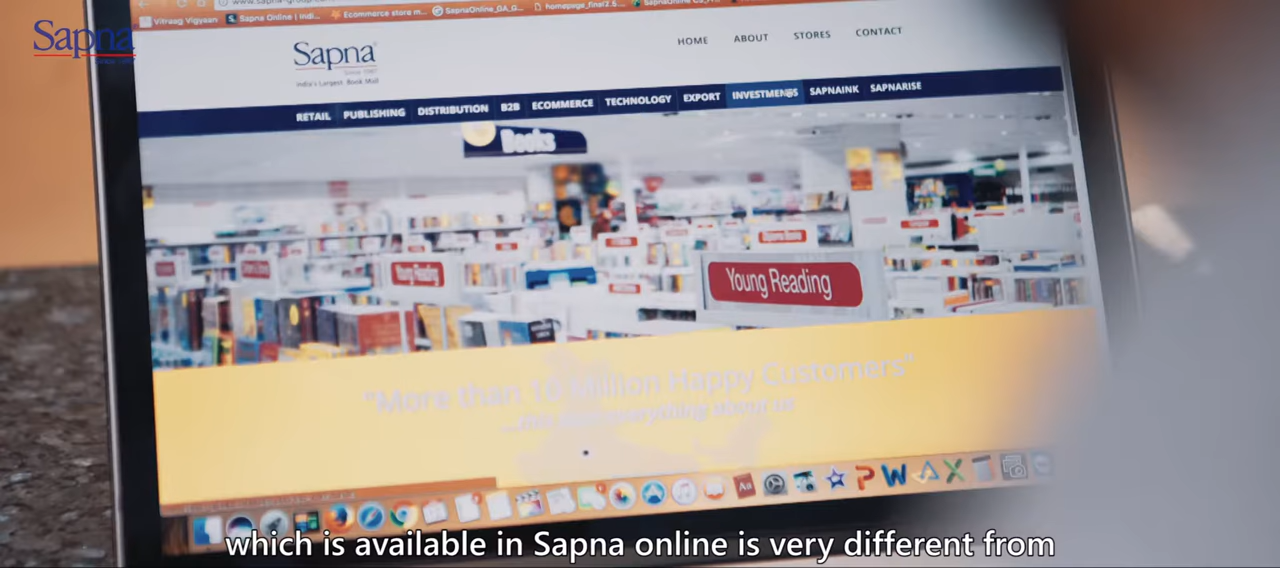 Vitraag Vigyaan
Sapna Online | Indi...
Ecommerce store m...
SapnaOnline_GA_G...
homepage_final7.5...
Sapna
Sapna
India's Largest Book Mall
HOME ABOUT STORES CONTACT
RETAIL PUBLISHING DISTRIBUTION B2B ECOMMERCE TECHNOLOGY EXPORT INVESTMENTS SAPNAINK SAPNARISE
Books
Young Reading
Young Reading
"More than 10 Million Happy Customers"
which is available in Sapna online is very different from